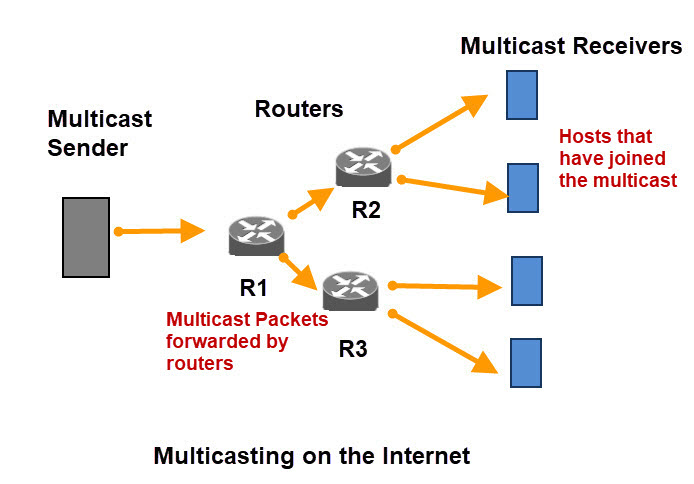 Multicast Receivers
Multicast
Sender
Routers
Hosts that
have joined
the multicast
R2
R1
Multicast Packets
forwarded by
routers
R3
Multicasting on the Internet